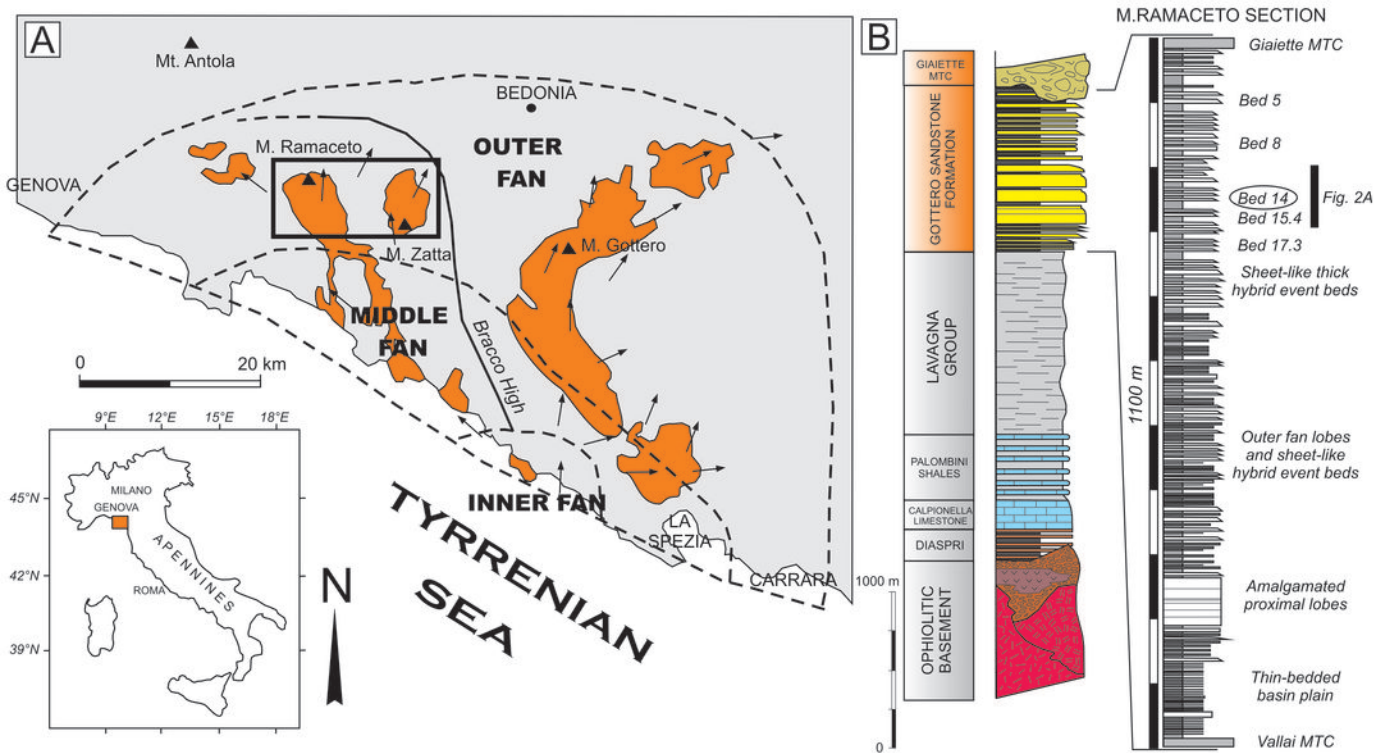 A
Mt. Antola
BEDONIA
M. Ramaceto
OUTER
FAN
GENOVA
M. Zatta
M. Gottero
MIDDLE
FAN
Bracco High
0 20 km
INNER FAN
LA
SPEZIA
CARRARA
TYRRENIAN
SEA
N
9°E 12°E 15°E 18°E
45°N
42°N
39°N
MILANO
GENOVA
APENNINES
ROMA
B
GIAIETTE
MTC
GOTTERO SANDSTONE
FORMATION
LAVAGNA
GROUP
PALOMBINI
SHALES
CALPIONELLA
LIMESTONE
DIASPRI
OPHIOLITIC
BASEMENT
1000 m
0
M.RAMACETO SECTION
1100 m
Giaiette MTC
Bed 5
Bed 8
Bed 14
Fig. 2A
Bed 15.4
Bed 17.3
Sheet-like thick
hybrid event beds
Outer fan lobes
and sheet-like
hybrid event beds
Amalgamated
proximal lobes
Thin-bedded
basin plain
Vallai MTC